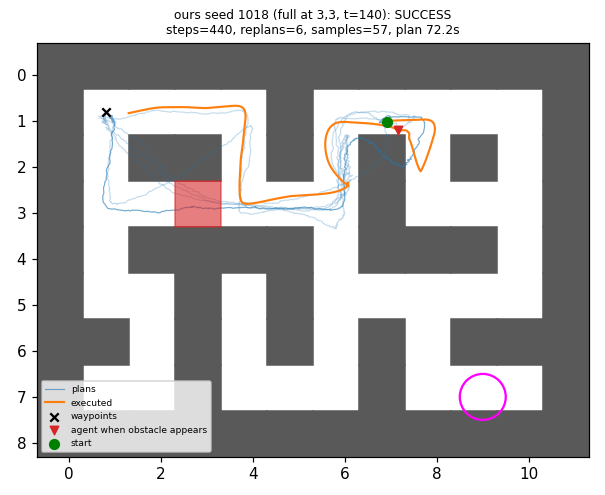 ours seed 1018 (full at 3,3, t=140): SUCCESS
steps=440, replans=6, samples=57, plan 72.2s
0
1
2
3
4
5
6
7
8
plans
executed
waypoints
agent when obstacle appears
start
0 2 4 6 8 10